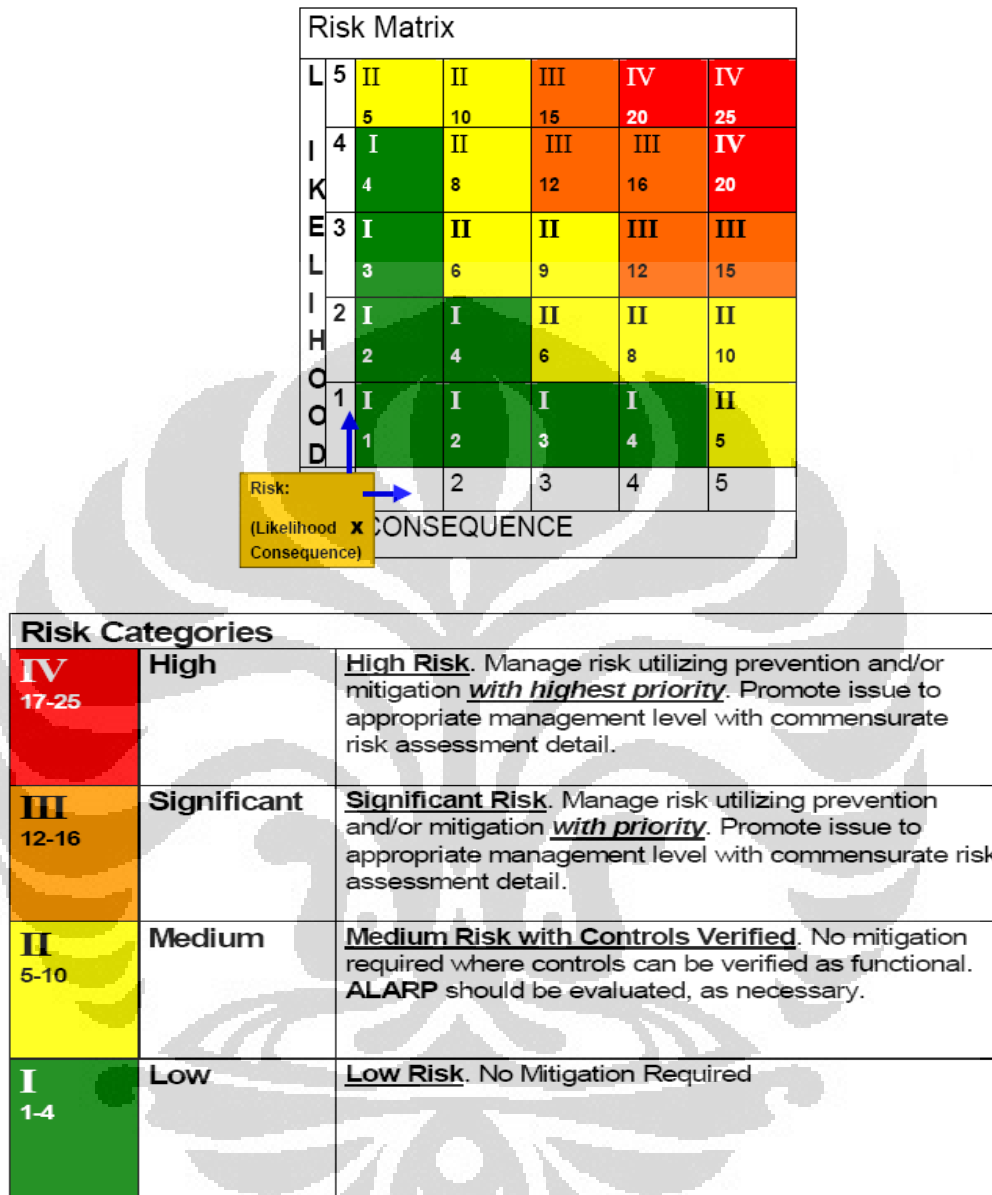 Risk Matrix
L 5 II II III IV IV
5 10 15 20 25
I 4 I II III III IV
K 4 8 12 16 20
E 3 I II II III III
L 3 6 9 12 15
I 2 I I II II II
H 2 4 6 8 10
O 1 I I I I II
O 1 2 3 4 5
D
2 3 4 5
CONSEQUENCE
Risk:
(Likelihood x
Consequence)
Risk Categories
IV High High Risk. Manage risk utilizing prevention and/or
17-25 mitigation with highest priority. Promote issue to
appropriate management level with commensurate
risk assessment detail.
III Significant Significant Risk. Manage risk utilizing prevention
12-16 and/or mitigation with priority. Promote issue to
appropriate management level with commensurate risk
assessment detail.
II Medium Medium Risk with Controls Verified. No mitigation
5-10 required where controls can be verified as functional.
ALARP should be evaluated, as necessary.
I Low Low Risk. No Mitigation Required
1-4